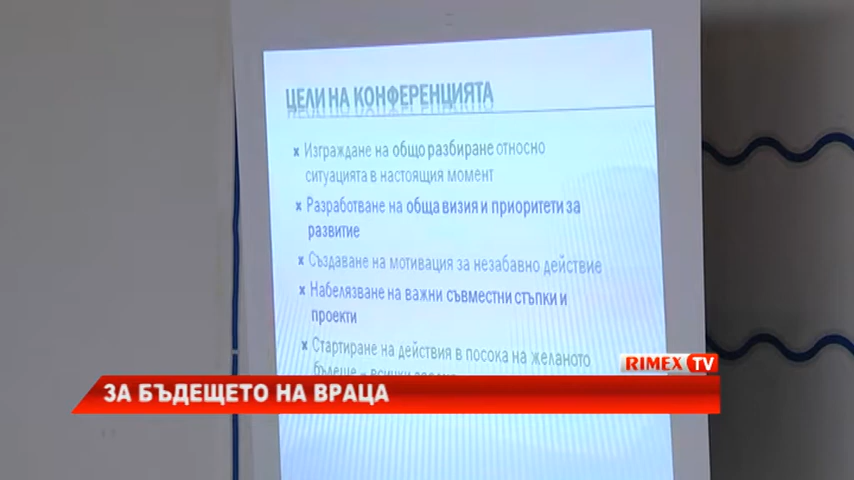 ЦЕЛИ НА КОНФЕРЕНЦИЯТА
× Изграждане на общо разбиране относно
ситуацията в настоящия момент
× Разработване на обща визия и приоритети за
развитие
× Създаване на мотивация за незабавно действие
× Набелязване на важни съвместни стъпки и
проекти
× Стартиране на действия в посока на желаното
бъдеще – всички
RIMEX TV
ЗА БЪДЕЩЕТО НА ВРАЦА